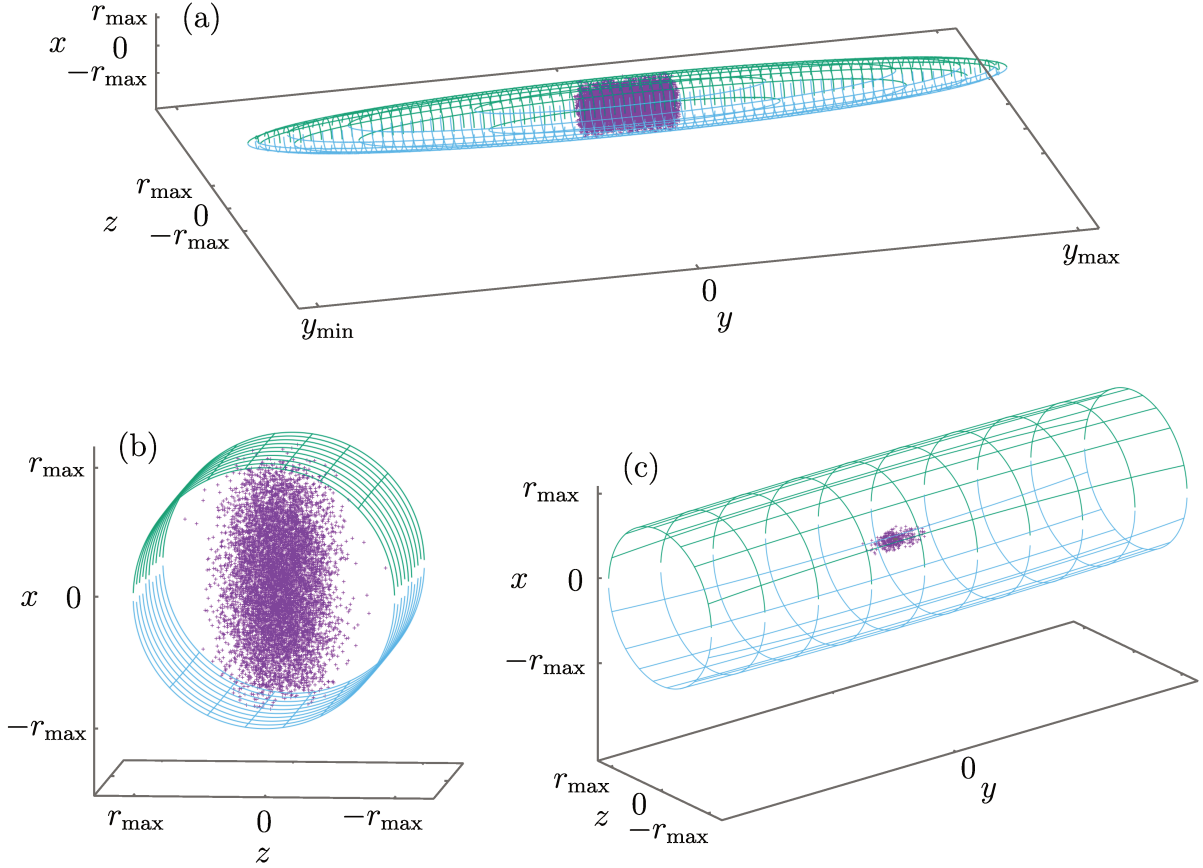 (a)
r_max
x 0
−r_max
r_max
0
z −r_max
y_min
0
y
y_max
(b)
r_max
x 0
−r_max
r_max 0 −r_max
z
(c)
r_max
x 0
−r_max
r_max
z 0
−r_max
0
y